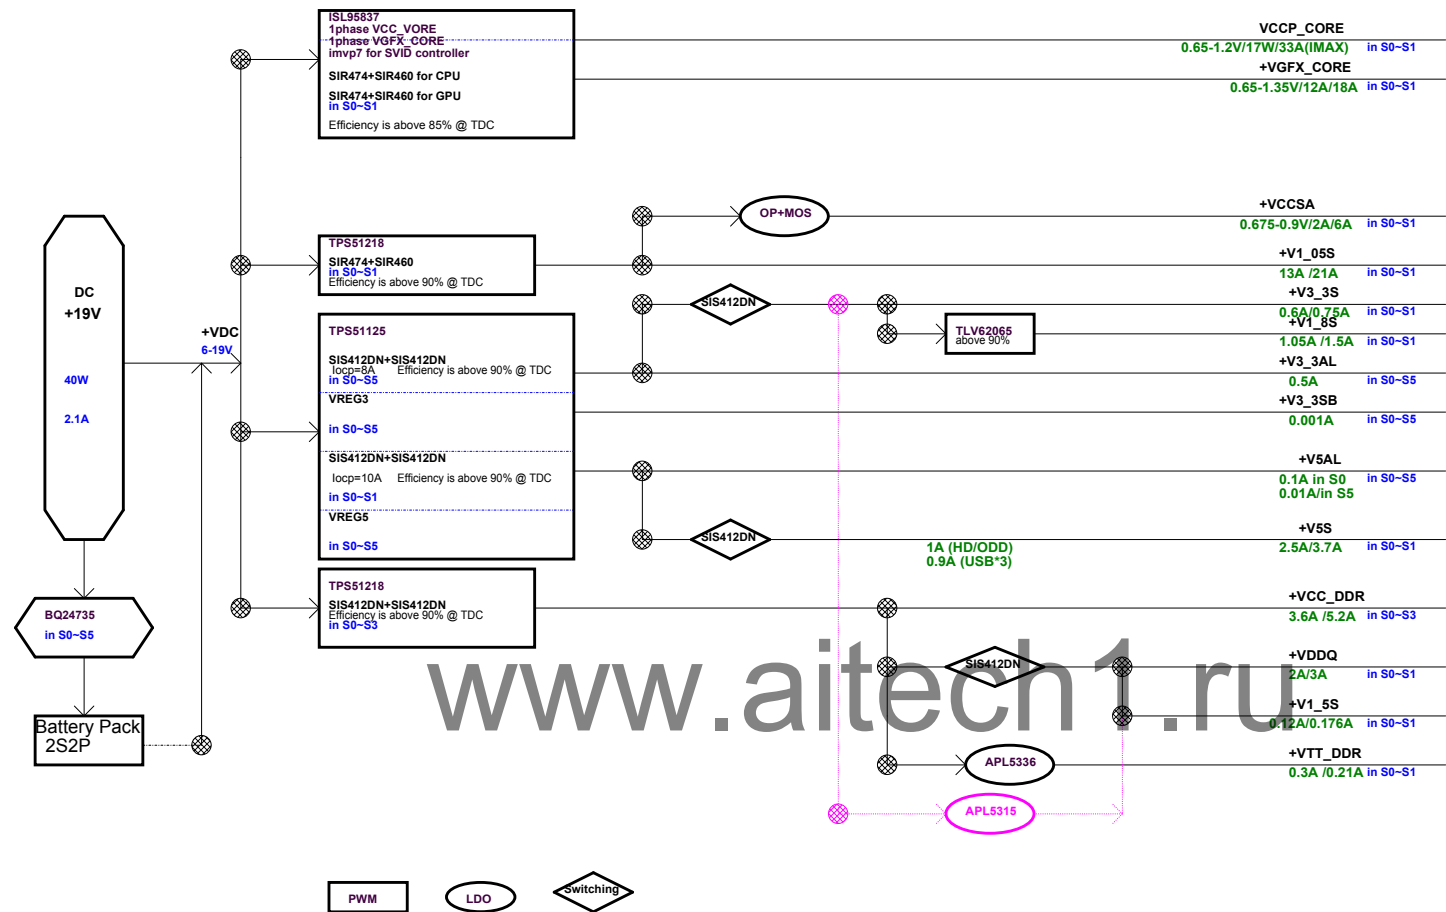 ISL95837
1phase VCC_VORE
1phase VGFX_CORE
imvp7 for SVID controller
SIR474+SIR460 for CPU
SIR474+SIR460 for GPU
in S0~S1
Efficiency is above 85% @ TDC
VCCP_CORE
0.65-1.2V/17W/33A(IMAX) in S0~S1
+VGFX_CORE
0.65-1.35V/12A/18A in S0~S1
OP+MOS
+VCCSA
0.675-0.9V/2A/6A in S0~S1
TPS51218
SIR474+SIR460
in S0~S1
Efficiency is above 90% @ TDC
+V1_05S
13A /21A in S0~S1
DC
+19V
40W
2.1A
+VDC
6-19V
SIS412DN
+V3_3S
0.6A/0.75A in S0~S1
TLV62065
above 90%
+V1_8S
1.05A /1.5A in S0~S1
TPS51125
SIS412DN+SIS412DN
Iocp=8A Efficiency is above 90% @ TDC
in S0~S5
+V3_3AL
0.5A in S0~S5
VREG3
in S0~S5
+V3_3SB
0.001A in S0~S5
SIS412DN+SIS412DN
Iocp=10A Efficiency is above 90% @ TDC
in S0~S1
+V5AL
0.1A in S0 in S0~S5
0.01A/in S5
VREG5
in S0~S5
SIS412DN
1A (HD/ODD)
0.9A (USB*3)
+V5S
2.5A/3.7A in S0~S1
TPS51218
SIS412DN+SIS412DN
Efficiency is above 90% @ TDC
in S0~S3
+VCC_DDR
3.6A /5.2A in S0~S3
BQ24735
in S0~S5
SIS412DN
+VDDQ
2A/3A in S0~S1
www.aitech1.ru
+V1_5S
0.12A/0.176A in S0~S1
Battery Pack
2S2P
APL5336
+VTT_DDR
0.3A /0.21A in S0~S1
APL5315
PWM
LDO
Switching